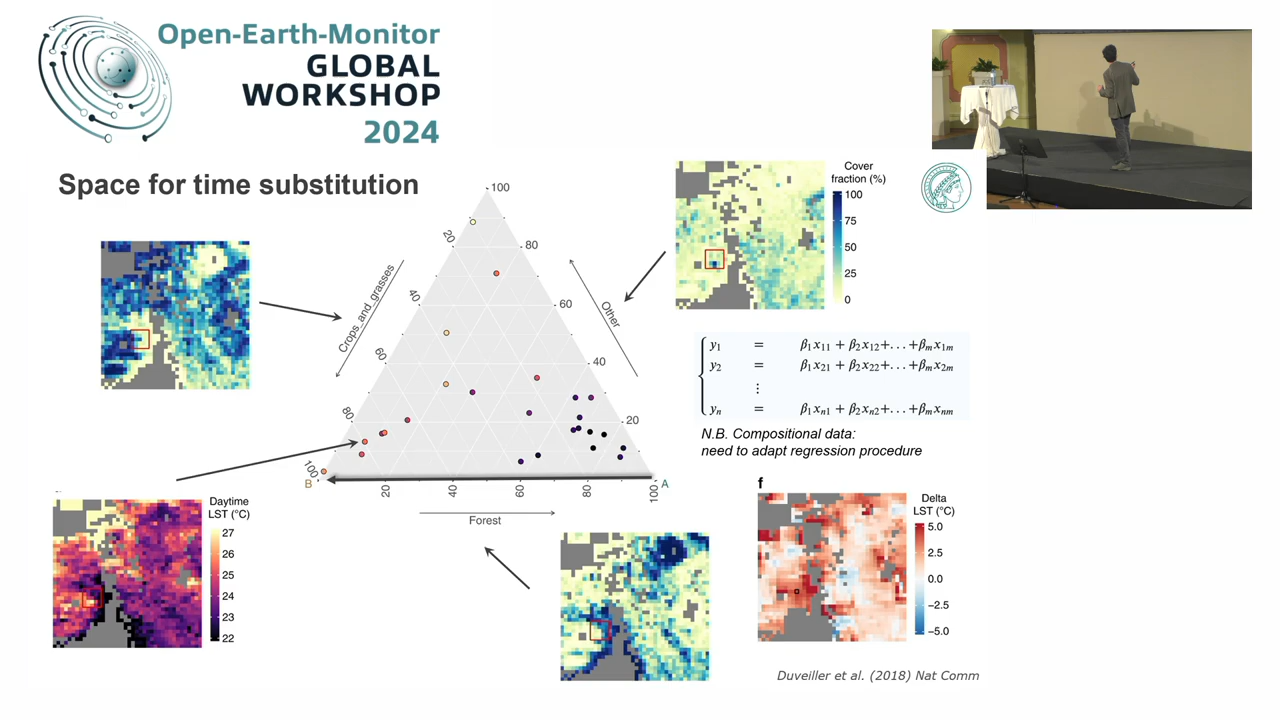 Open-Earth-Monitor
GLOBAL
WORKSHOP
2024
Space for time substitution
Cover
fraction (%)
100
75
50
25
0
100
80
60
40
20
20
40
60
80
100
Crops_and_grasses
Other
B
A
20
40
60
80
100
Forest
y₁ = β₁x₁₁ + β₂x₁₂+. . . +βₘx₁ₘ
y₂ = β₁x₂₁ + β₂x₂₂+. . . +βₘx₂ₘ
⋮
yₙ = β₁xₙ₁ + β₂xₙ₂+. . . +βₘxₙₘ
N.B. Compositional data:
need to adapt regression procedure
Daytime
LST (°C)
27
26
25
24
23
22
f
Delta
LST (°C)
5.0
2.5
0.0
−2.5
−5.0
Duveiller et al. (2018) Nat Comm